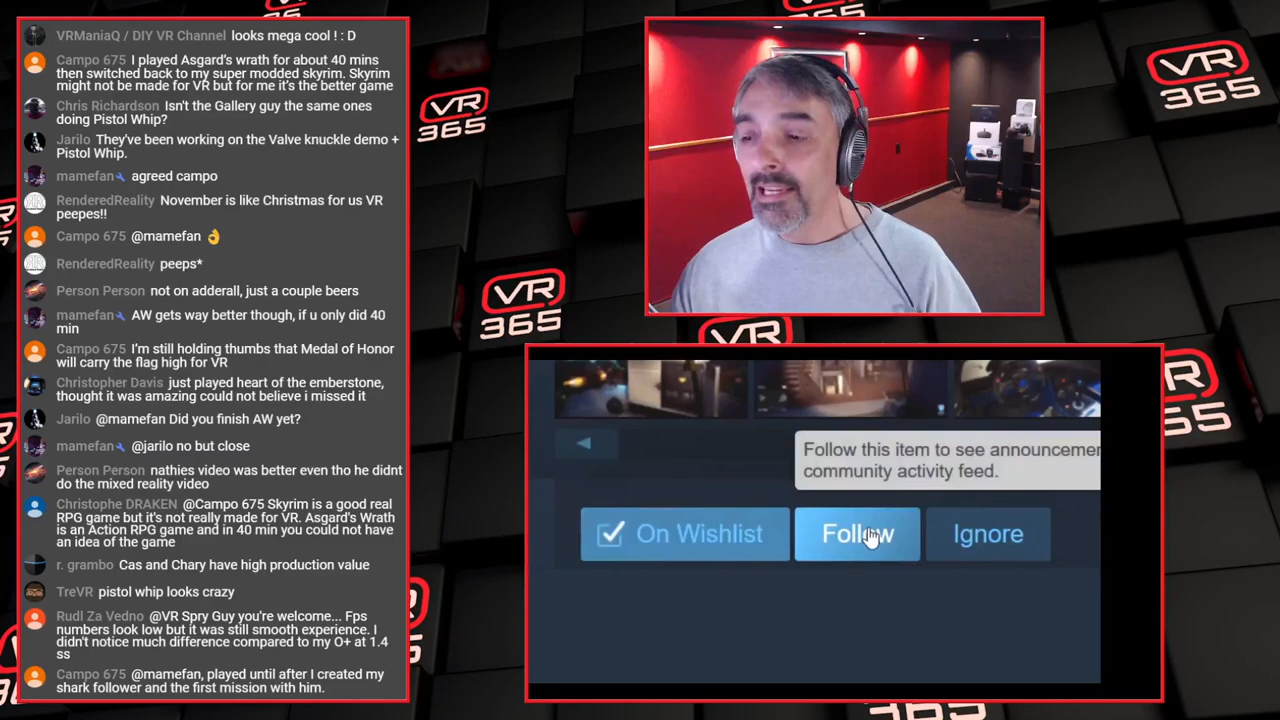 VRManiaQ / DIY VR Channel looks mega cool ! : D
Campo 675 I played Asgard's wrath for about 40 mins
then switched back to my super modded skyrim. Skyrim
might not be made for VR but for me it's the better game
Chris Richardson Isn't the Gallery guy the same ones
doing Pistol Whip?
Jarilo They've been working on the Valve knuckle demo +
Pistol Whip.
mamefan agreed campo
RenderedReality November is like Christmas for us VR
peepes!!
Campo 675 @mamefan 👌
RenderedReality peeps*
Person Person not on adderall, just a couple beers
mamefan AW gets way better though, if u only did 40
min
Campo 675 I'm still holding thumbs that Medal of Honor
will carry the flag high for VR
Christopher Davis just played heart of the emberstone,
thought it was amazing could not believe i missed it
Jarilo @mamefan Did you finish AW yet?
mamefan @jarilo no but close
Person Person nathies video was better even tho he didnt
do the mixed reality video
Christophe DRAKEN @Campo 675 Skyrim is a good real
RPG game but it's not really made for VR. Asgard's Wrath
is an Action RPG game and in 40 min you could not have
an idea of the game
r. grambo Cas and Chary have high production value
TreVR pistol whip looks crazy
Rudl Za Vedno @VR Spry Guy you're welcome... Fps
numbers look low but it was still smooth experience. I
didn't notice much difference compared to my O+ at 1.4
ss
Campo 675 @mamefan, played until after I created my
shark follower and the first mission with him.
VR
365
VR
365
VR
365
VR
VR
365
365
Follow this item to see announcemen
community activity feed.
On Wishlist
Follow
Ignore